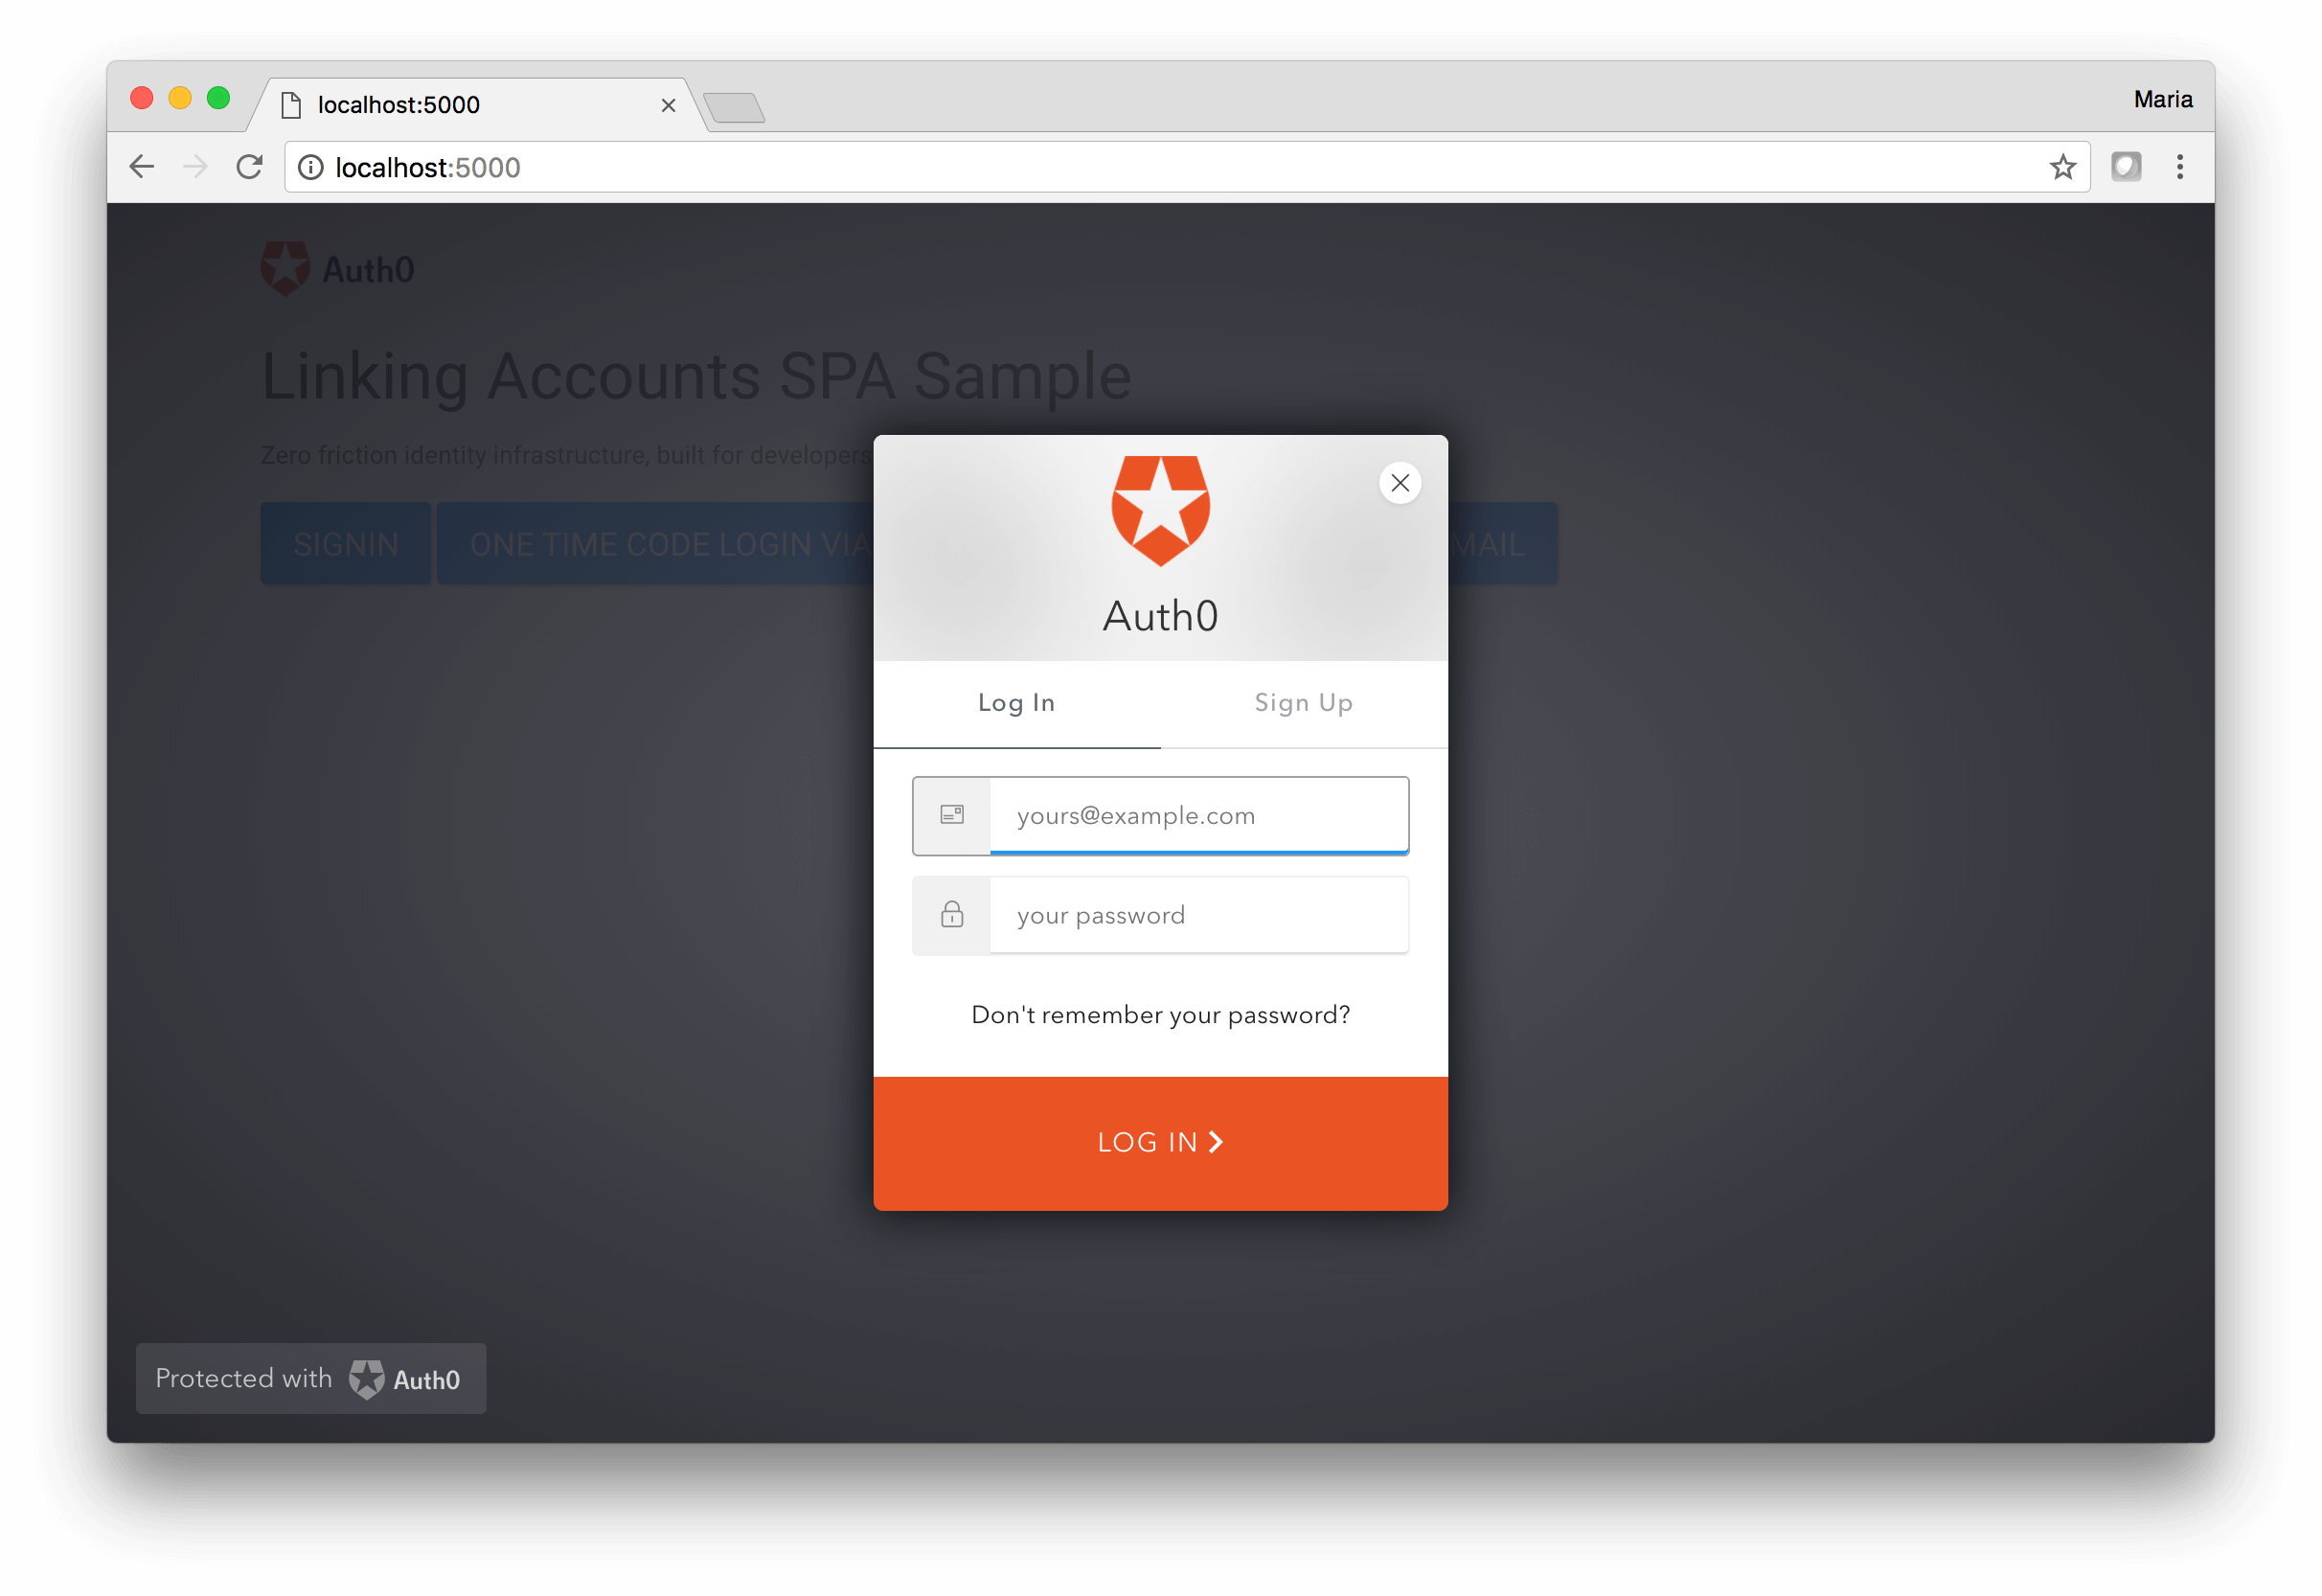 localhost:5000
Maria
localhost:5000
Auth0
Linking Accounts SPA Sample
Zero friction identity infrastructure, built for developers
SIGNIN
ONE TIME CODE LOGIN VIA
MAIL
Auth0
Log In
Sign Up
yours@example.com
your password
Don't remember your password?
LOG IN
Protected with Auth0